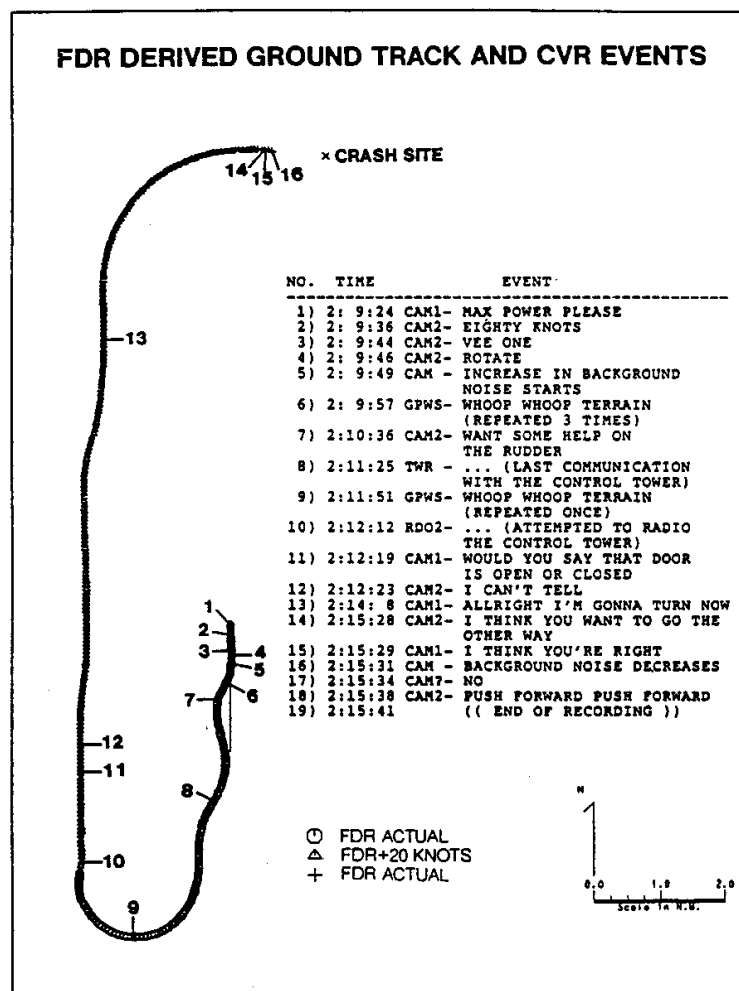 FDR DERIVED GROUND TRACK AND CVR EVENTS
14
15
16
× CRASH SITE
NO. TIME EVENT
1) 2: 9:24 CAM1- MAX POWER PLEASE
2) 2: 9:36 CAM2- EIGHTY KNOTS
3) 2: 9:44 CAM2- VEE ONE
4) 2: 9:46 CAM2- ROTATE
5) 2: 9:49 CAM - INCREASE IN BACKGROUND
NOISE STARTS
6) 2: 9:57 GPWS- WHOOP WHOOP TERRAIN
(REPEATED 3 TIMES)
7) 2:10:36 CAM2- WANT SOME HELP ON
THE RUDDER
8) 2:11:25 TWR - ... (LAST COMMUNICATION
WITH THE CONTROL TOWER)
9) 2:11:51 GPWS- WHOOP WHOOP TERRAIN
(REPEATED ONCE)
10) 2:12:12 RDO2- ... (ATTEMPTED TO RADIO
THE CONTROL TOWER)
11) 2:12:19 CAM1- WOULD YOU SAY THAT DOOR
IS OPEN OR CLOSED
12) 2:12:23 CAM2- I CAN'T TELL
13) 2:14: 8 CAM1- ALLRIGHT I'M GONNA TURN NOW
14) 2:15:28 CAM2- I THINK YOU WANT TO GO THE
OTHER WAY
15) 2:15:29 CAM1- I THINK YOU'RE RIGHT
16) 2:15:31 CAM - BACKGROUND NOISE DECREASES
17) 2:15:34 CAM?- NO
18) 2:15:38 CAM2- PUSH FORWARD PUSH FORWARD
19) 2:15:41 (( END OF RECORDING ))
13
1
2
3
4
5
6
7
12
11
8
10
9
FDR ACTUAL
FDR+20 KNOTS
FDR ACTUAL
N
0.0 1.0 2.0
Scale in N.M.